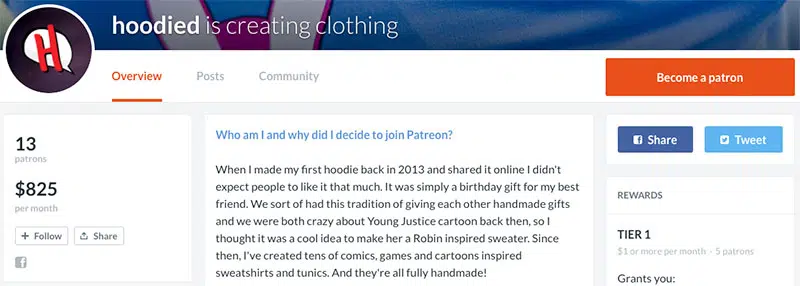 H
hoodied is creating clothing
Overview Posts Community
Become a patron
13
patrons
$825
per month
+ Follow Share
Who am I and why did I decide to join Patreon?
When I made my first hoodie back in 2013 and shared it online I didn't
expect people to like it that much. It was simply a birthday gift for my best
friend. We sort of had this tradition of giving each other handmade gifts
and we were both crazy about Young Justice cartoon back then, so I
thought it was a cool idea to make her a Robin inspired sweater. Since
then, I've created tens of comics, games and cartoons inspired
sweatshirts and tunics. And they're all fully handmade!
Share Tweet
REWARDS
TIER 1
$1 or more per month · 5 patrons
Grants you: